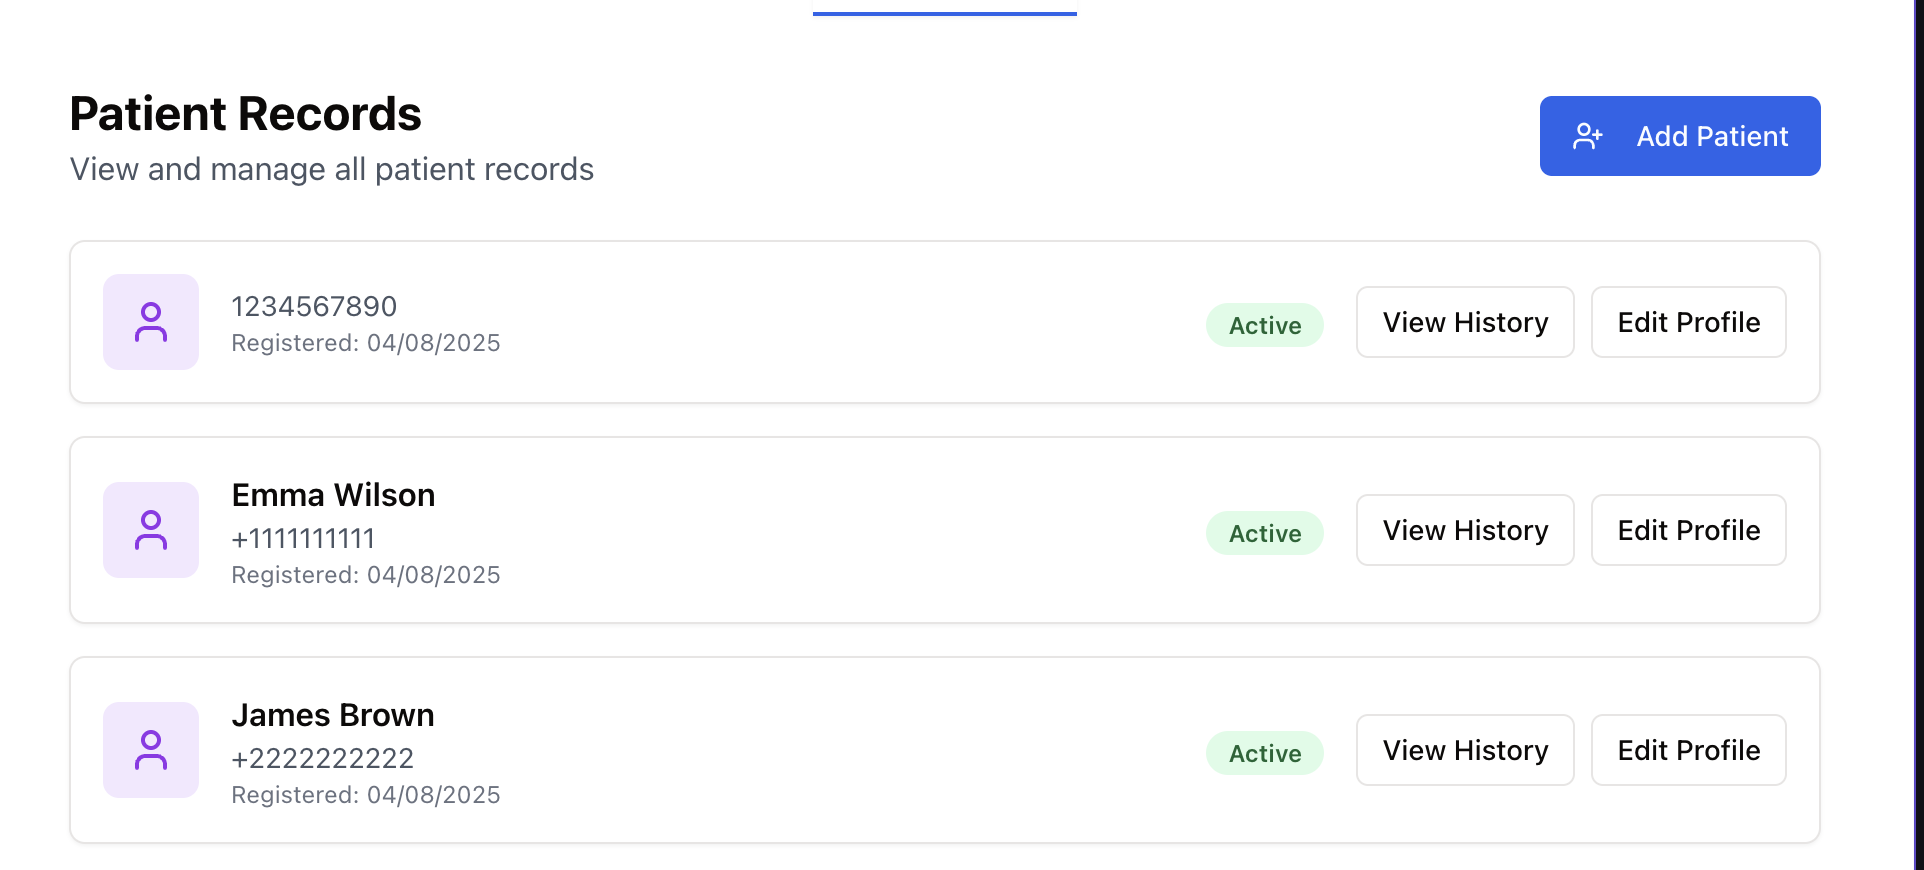 Patient Records
View and manage all patient records
Add Patient
1234567890
Registered: 04/08/2025
Active
View History
Edit Profile
Emma Wilson
+1111111111
Registered: 04/08/2025
Active
View History
Edit Profile
James Brown
+2222222222
Registered: 04/08/2025
Active
View History
Edit Profile